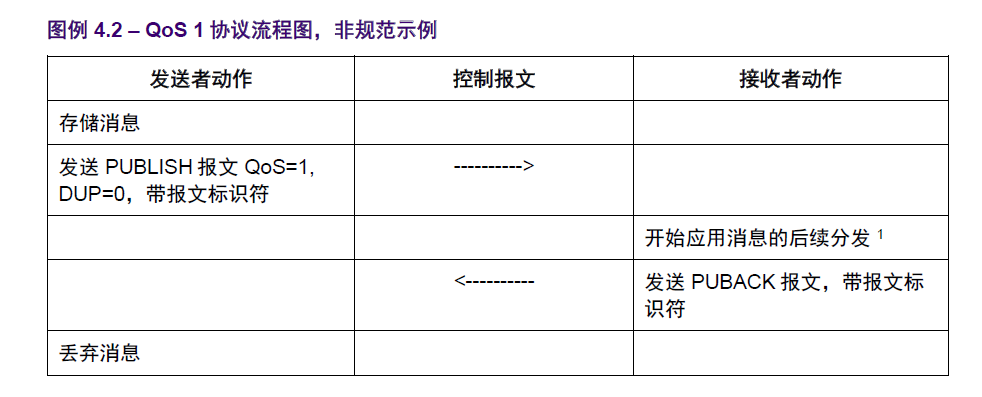 图例 4.2 – QoS 1 协议流程图，非规范示例
发送者动作 控制报文 接收者动作
存储消息
发送 PUBLISH 报文 QoS=1, ---------->
DUP=0，带报文标识符
开始应用消息的后续分发 1
<---------- 发送 PUBACK 报文，带报文标
识符
丢弃消息